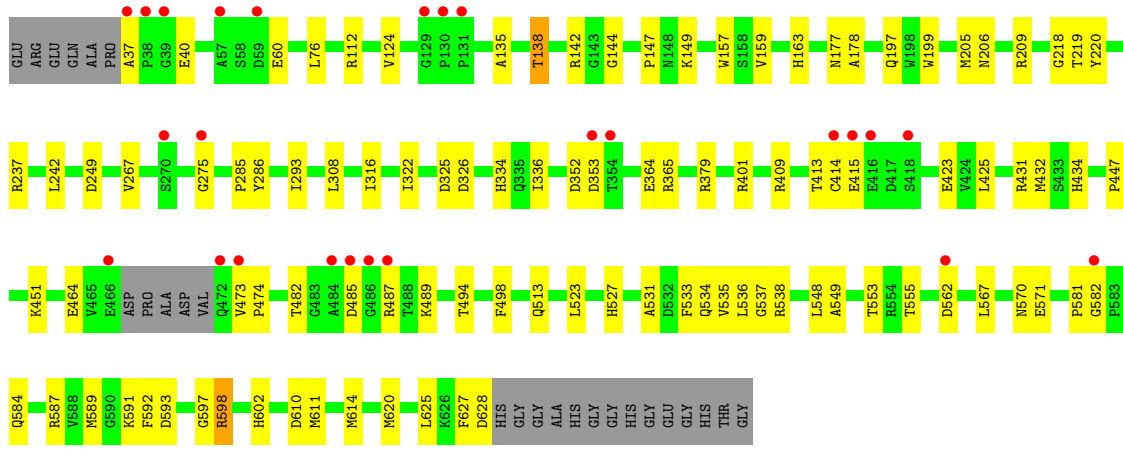 GLU ARG GLU GLU GLN ALA PRO A37 P38 G39 E40 A57 S58 D59 E60 L76 R112 V124 G129 P130 P131 A135 T138 R142 G143 G144 P147 N148 K149 W157 S158 V159 H163 N177 A178 Q197 W198 W199 M205 N206 R209 G218 T219 Y220
R237 L242 D249 V267 S270 G275 P285 Y286 I293 L308 I316 I322 D325 D326 H334 Q335 I336 D352 D353 T354 E364 R365 R379 R401 R409 T413 C414 E415 E416 D417 S418 E423 V424 L425 R431 M432 S433 H434 P447
K451 E464 V465 E466 ASP PRO ALA ASP VAL Q472 V473 P474 T482 G483 A484 D485 G486 R487 T488 K489 T494 F498 Q513 L523 H527 A531 D532 F533 Q534 V535 L536 G537 R538 L548 A549 T553 R554 T555 D562 L567 N570 E571 P581 G582 P583
Q584 R587 V588 M589 G590 K591 F592 D593 G597 R598 H602 D610 M611 M614 M620 L625 K626 F627 D628 HIS GLY GLY ALA HIS GLY GLY HIS GLY GLY GLU GLY HIS THR GLY